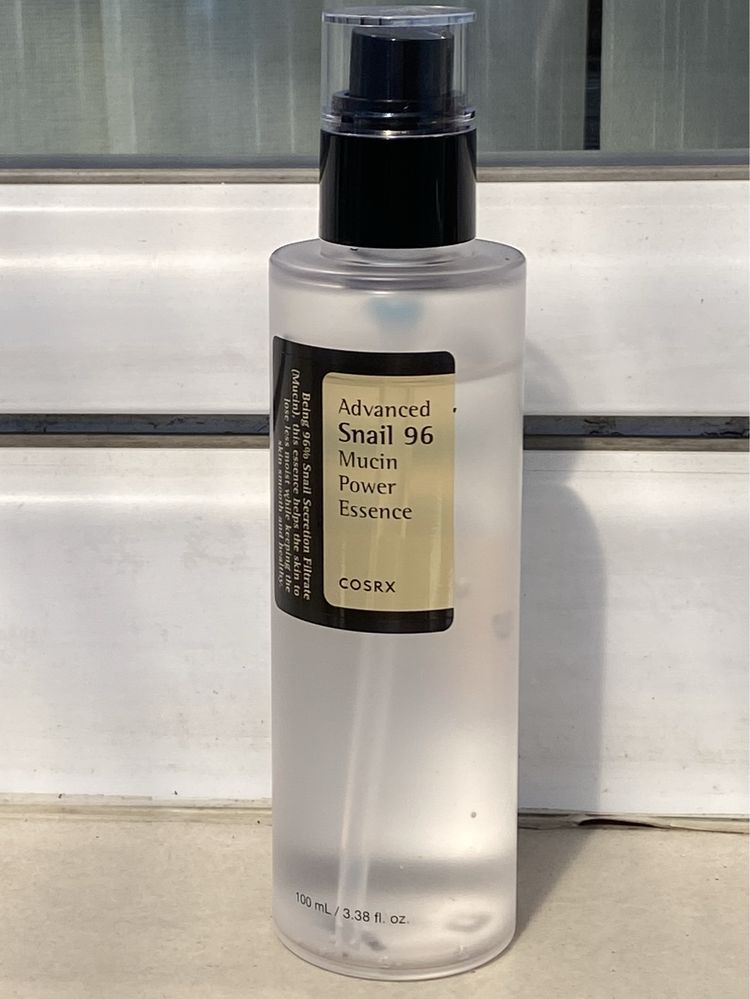 Advanced
Snail 96
Mucin
Power
Essence
COSRX
Being 96% Snail Secretion Filtrate
(Mucin), this essence helps the skin to
lose less moist while keeping the
skin smooth and healthy.
100 mL / 3.38 fl. oz.